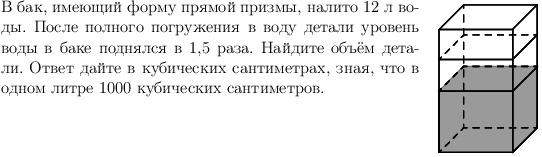 В бак, имеющий форму прямой призмы, налито 12 л во-
ды. После полного погружения в воду детали уровень
воды в баке поднялся в 1,5 раза. Найдите объём дета-
ли. Ответ дайте в кубических сантиметрах, зная, что в
одном литре 1000 кубических сантиметров.